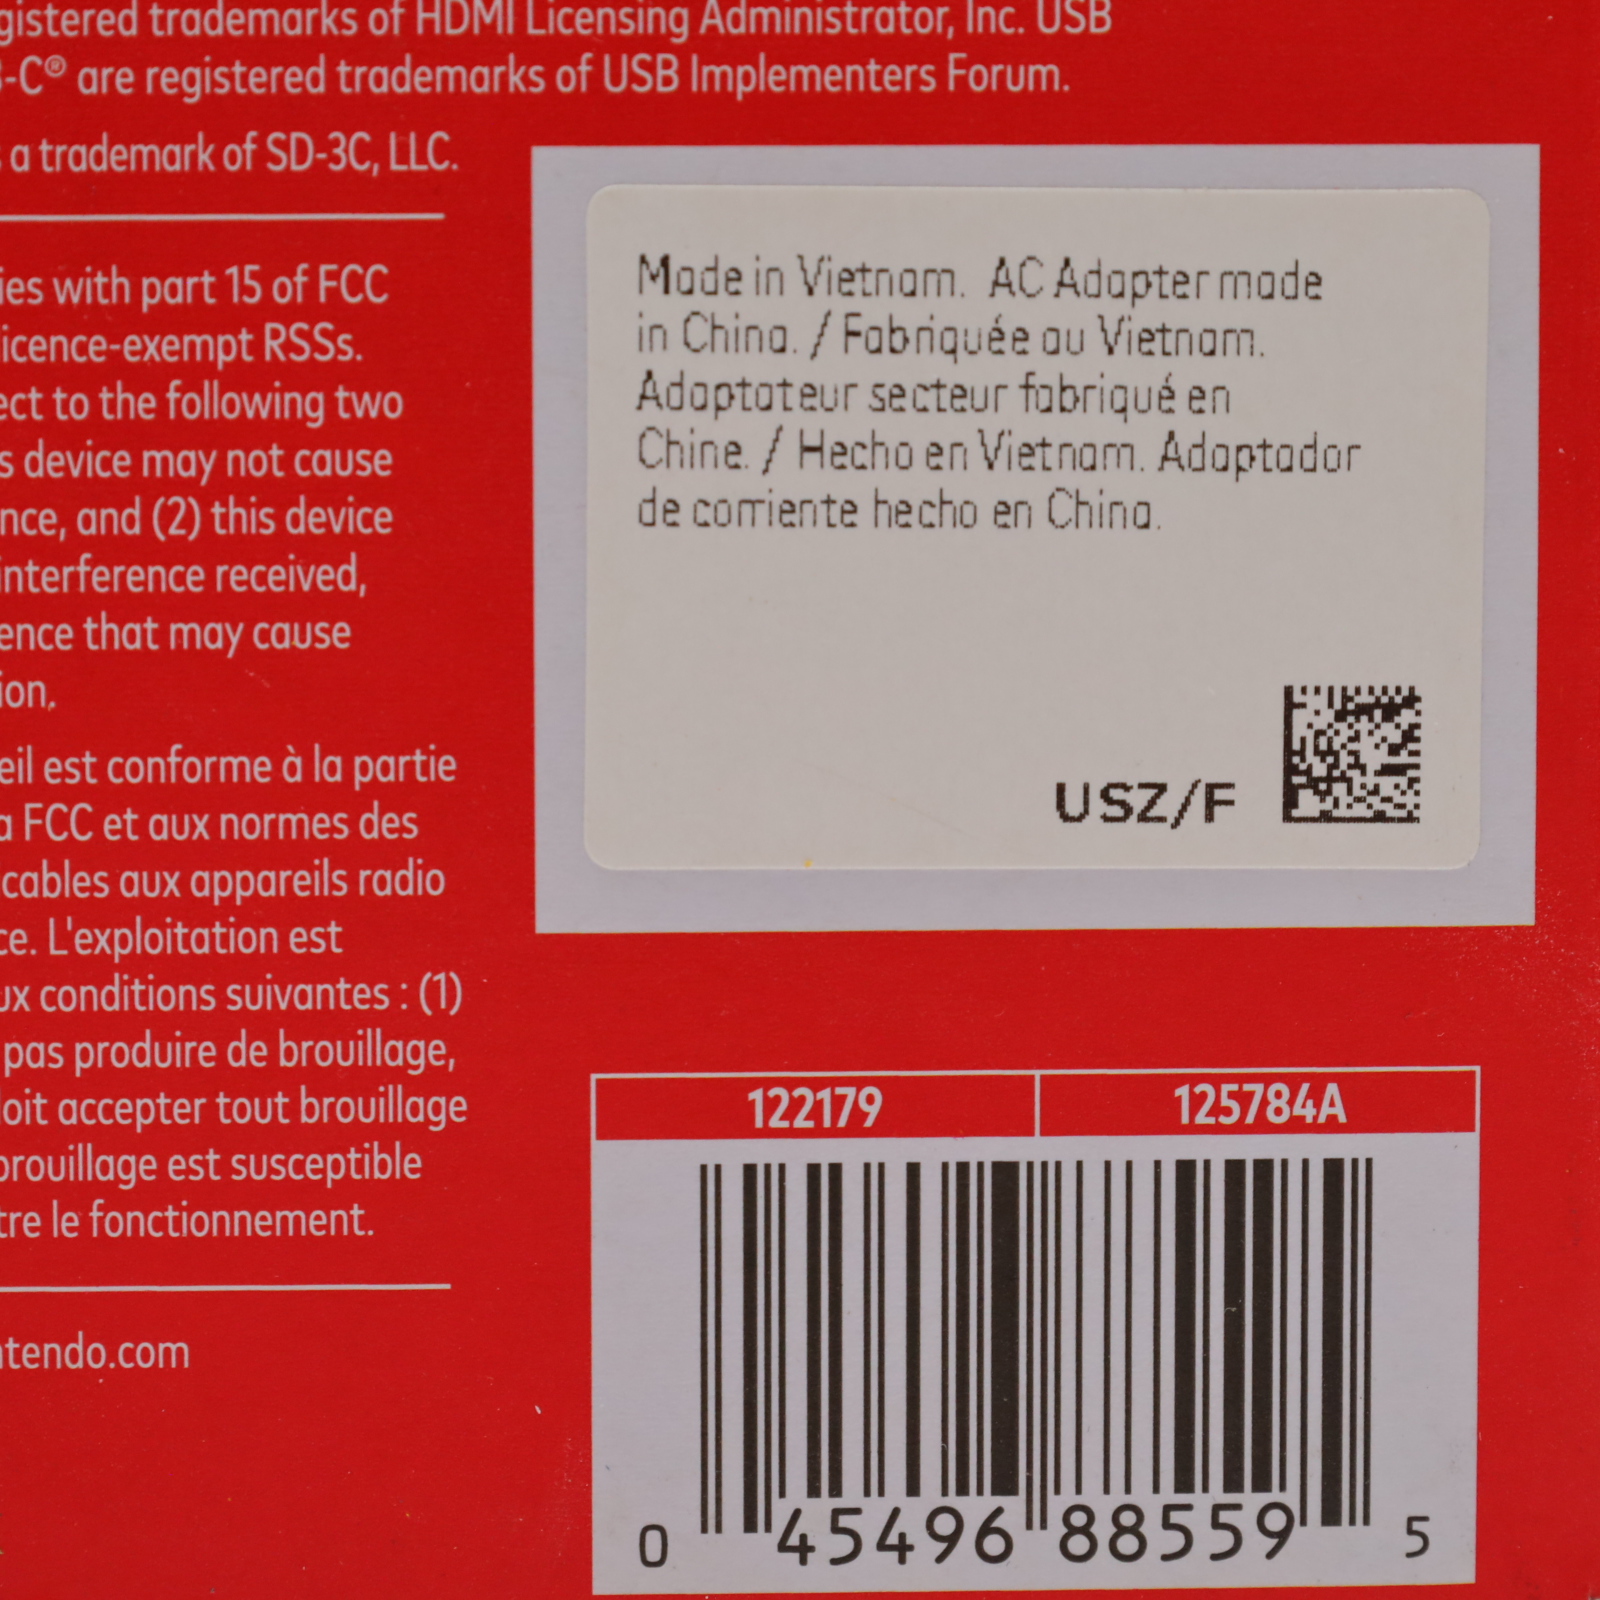 gistered trademarks of HDMI Licensing Administrator, Inc. USB
-C® are registered trademarks of USB Implementers Forum.
a trademark of SD-3C, LLC.
ies with part 15 of FCC
icence-exempt RSSs.
ect to the following two
s device may not cause
nce, and (2) this device
interference received,
ence that may cause
ion.
eil est conforme à la partie
a FCC et aux normes des
cables aux appareils radio
ce. L'exploitation est
ux conditions suivantes : (1)
pas produire de brouillage,
doit accepter tout brouillage
brouillage est susceptible
tre le fonctionnement.
ntendo.com
Made in Vietnam. AC Adapter made
in China. / Fabriquée au Vietnam.
Adaptateur secteur fabriqué en
Chine. / Hecho en Vietnam. Adaptador
de corriente hecho en China.
USZ/F
122179 125784A
0 45496 88559 5